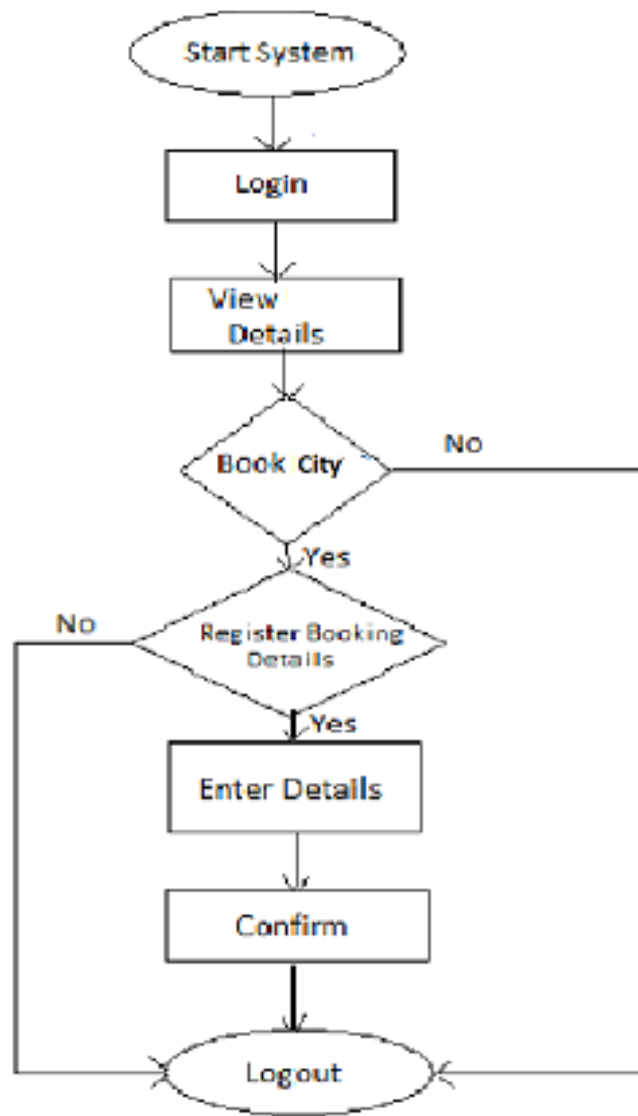 Start System
Login
View
Details
Book City
No
Yes
No
Register Booking
Details
Yes
Enter Details
Confirm
Logout